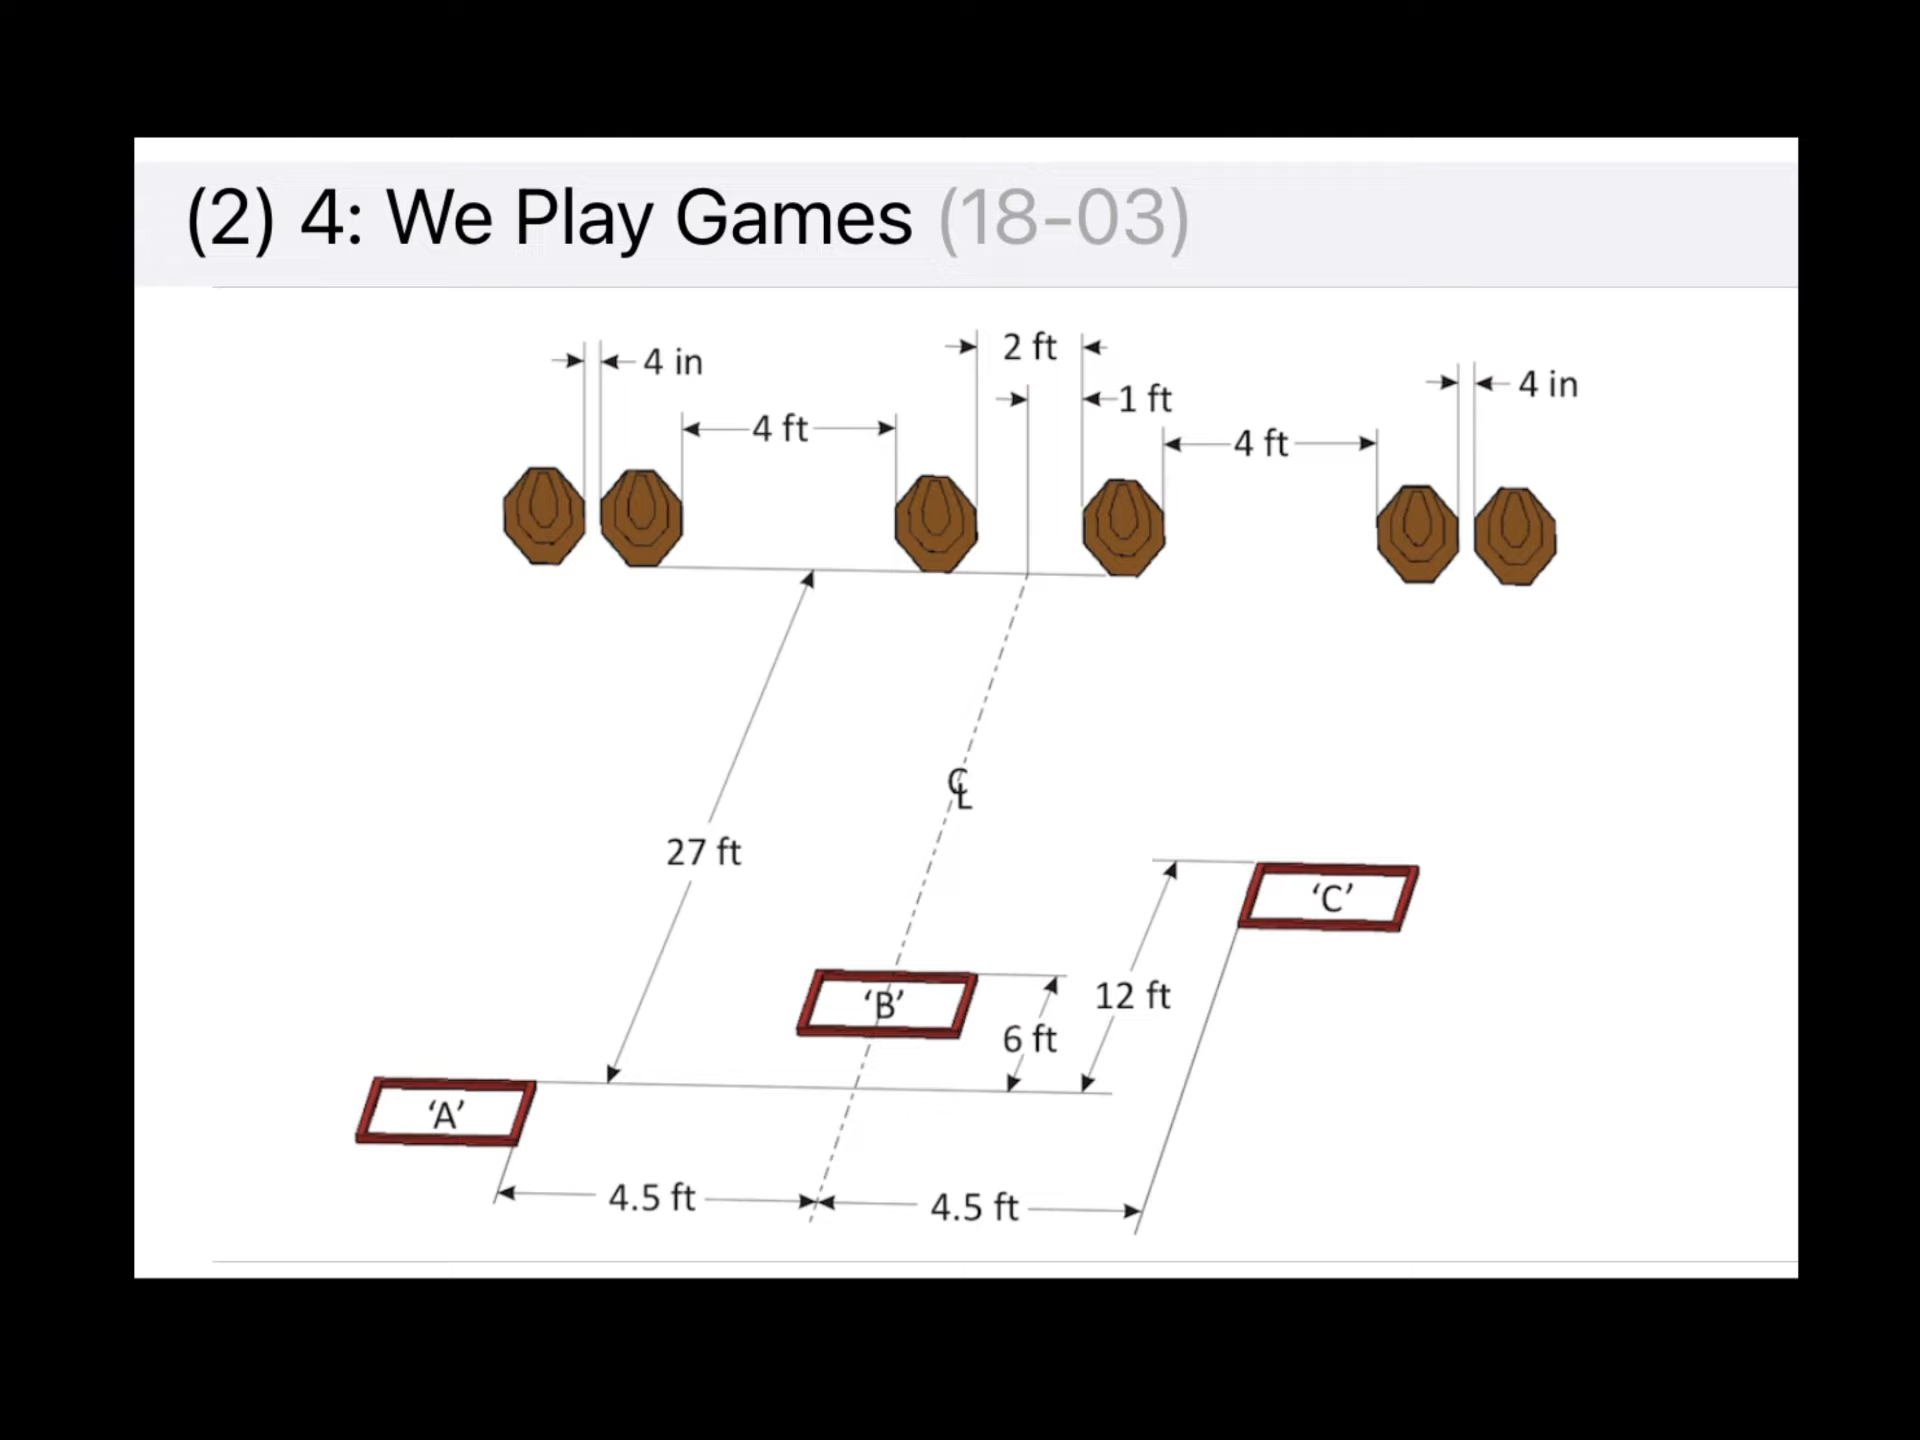 (2) 4: We Play Games (18-03)
2 ft
4 in
4 in
1 ft
4 ft
4 ft
℄
27 ft
‘C’
12 ft
‘B’
6 ft
‘A’
4.5 ft
4.5 ft